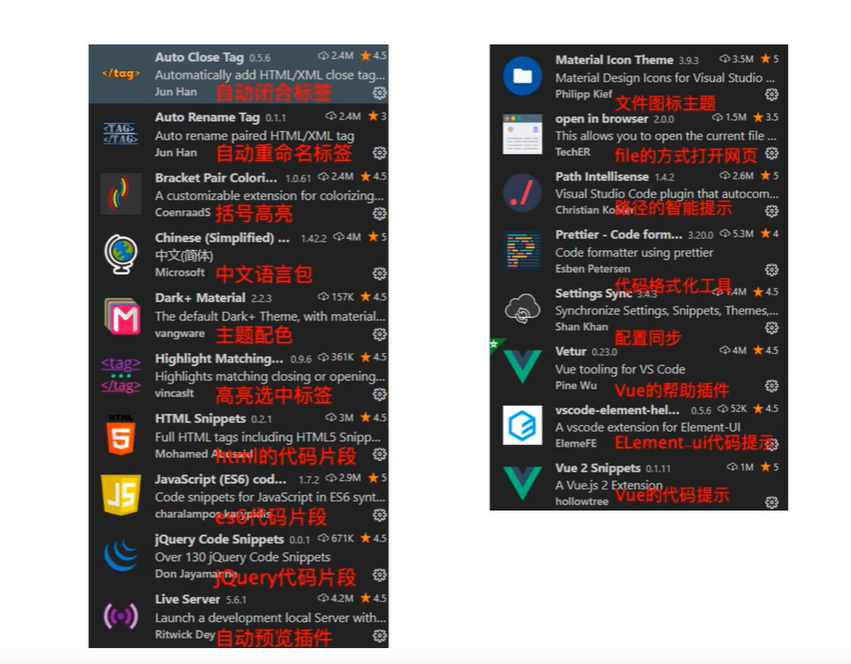 Auto Close Tag 0.5.6 2.4M 4.5
Automatically add HTML/XML close tag...
Jun Han
自动闭合标签
Auto Rename Tag 0.1.1 2.4M 3
Auto rename paired HTML/XML tag
Jun Han
自动重命名标签
Bracket Pair Colori... 1.0.61 2.4M 4.5
A customizable extension for colorizing...
CoenraadS
括号高亮
Chinese (Simplified) ... 1.42.2 4M 5
中文(简体)
Microsoft
中文语言包
Dark+ Material 2.2.3 157K 4.5
The default Dark+ Theme, with material...
vangware
主题配色
Highlight Matching... 0.9.6 361K 4.5
Highlights matching closing or opening...
vincaslt
高亮选中标签
HTML Snippets 0.2.1 3M 4.5
Full HTML tags including HTML5 Snipp...
Mohamed Abusaid
html的代码片段
JavaScript (ES6) cod... 1.7.2 2.9M 5
Code snippets for JavaScript in ES6 synt...
charalampos karypidis
es6代码片段
jQuery Code Snippets 0.0.1 671K 4.5
Over 130 jQuery Code Snippets
Don Jayamanne
jQuery代码片段
Live Server 5.6.1 4.2M 4.5
Launch a development local Server with...
Ritwick Dey
自动预览插件
Material Icon Theme 3.9.3 3.5M 5
Material Design Icons for Visual Studio ...
Philipp Kief
文件图标主题
open in browser 2.0.0 1.5M 3.5
This allows you to open the current file ...
TechER
file的方式打开网页
Path Intellisense 1.4.2 2.6M 5
Visual Studio Code plugin that autocom...
Christian Kohler
路径的智能提示
Prettier - Code form... 3.20.0 5.3M 4
Code formatter using prettier
Esben Petersen
代码格式化工具
Settings Sync 3.4.3 1.4M 4.5
Synchronize Settings, Snippets, Themes,...
Shan Khan
配置同步
Vetur 0.23.0 4M 4.5
Vue tooling for VS Code
Pine Wu
Vue的帮助插件
vscode-element-hel... 0.5.6 52K 4.5
A vscode extension for Element-UI
ElemeFE
ELement_ui代码提示
Vue 2 Snippets 0.1.11 1M 5
A Vue.js 2 Extension
hollowtree
Vue的代码提示